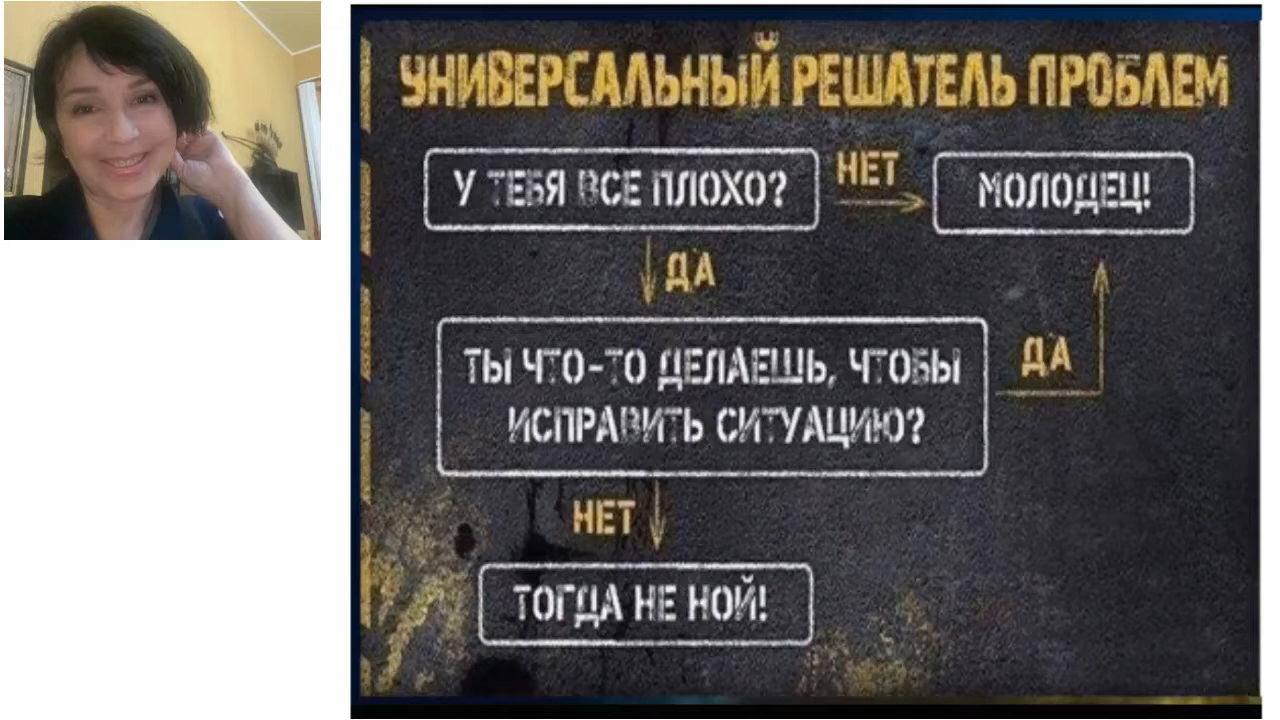 УНИВЕРСАЛЬНЫЙ РЕШАТЕЛЬ ПРОБЛЕМ
У ТЕБЯ ВСЕ ПЛОХО?
НЕТ
МОЛОДЕЦ!
ДА
ТЫ ЧТО-ТО ДЕЛАЕШЬ, ЧТОБЫ
ИСПРАВИТЬ СИТУАЦИЮ?
ДА
НЕТ
ТОГДА НЕ НОЙ!